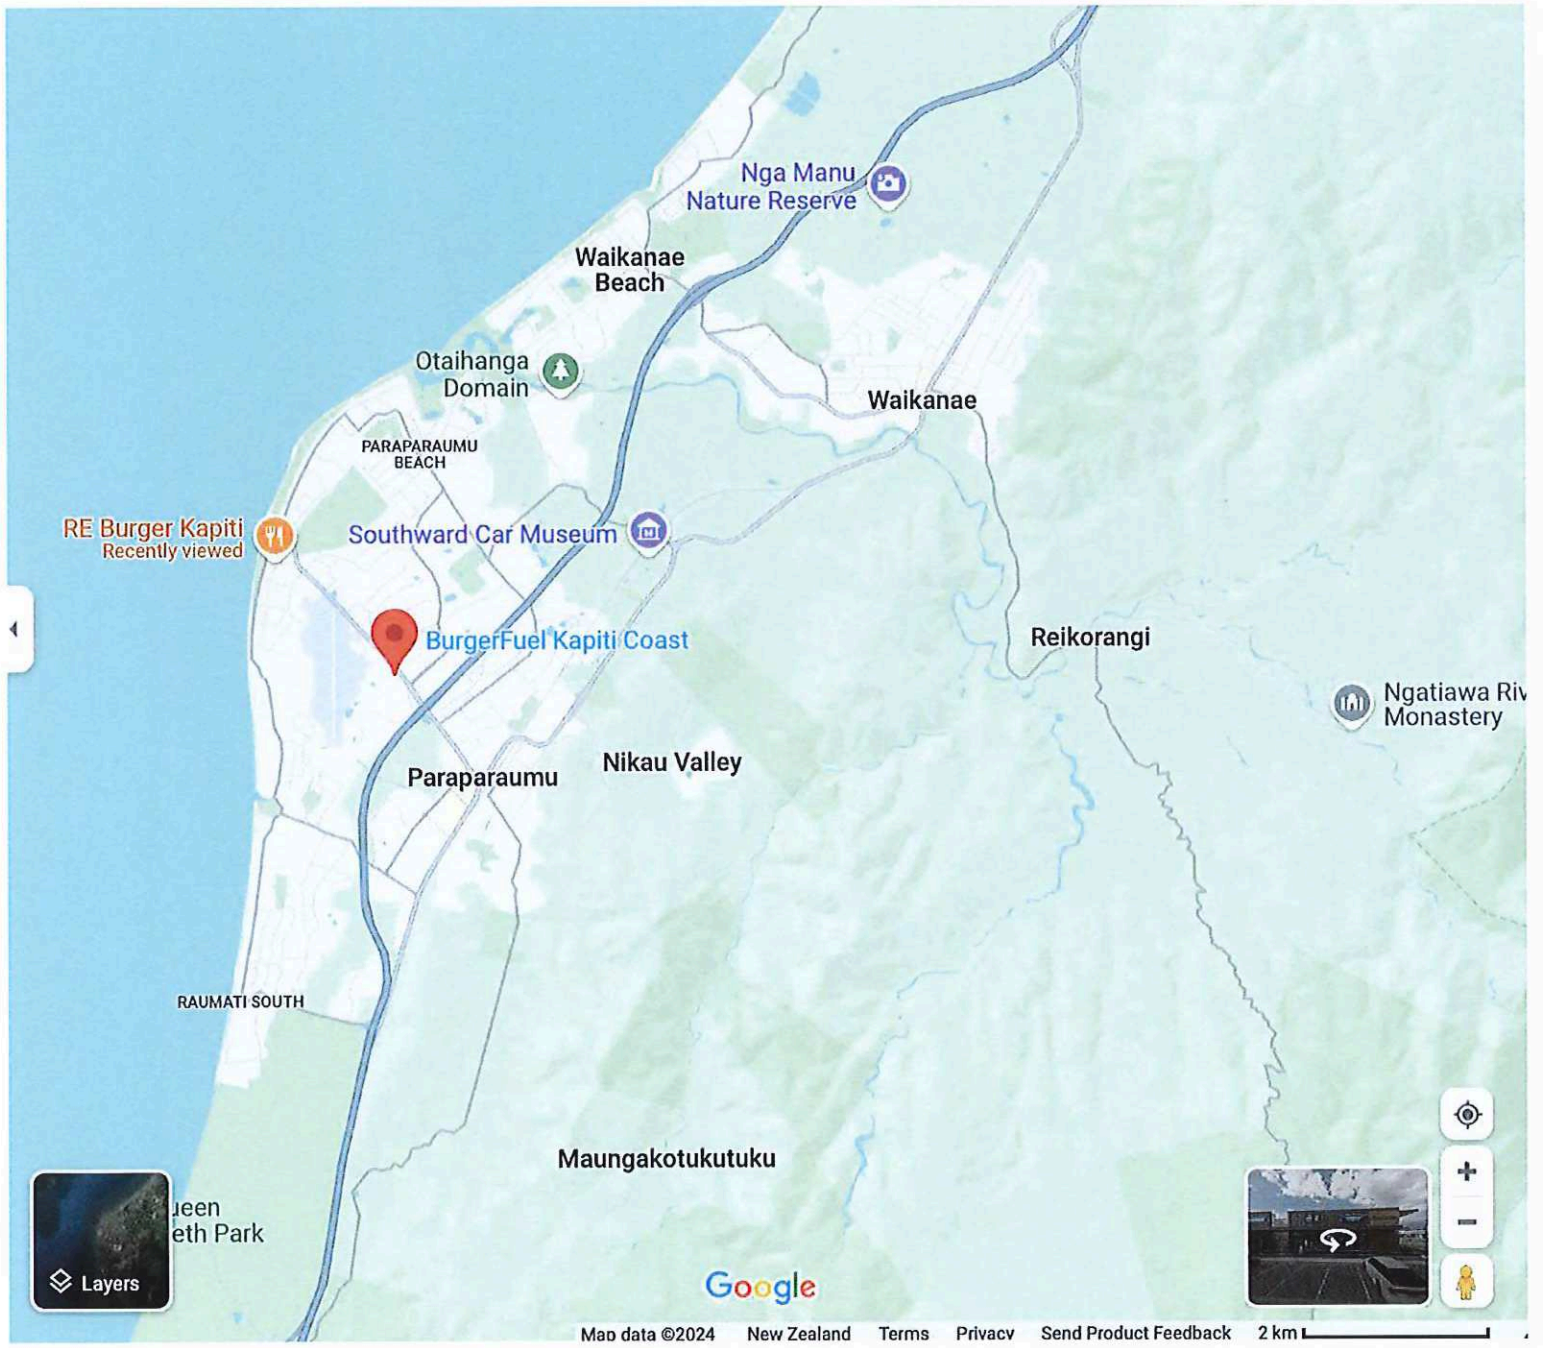 Nga Manu
Nature Reserve
Waikanae
Beach
Otaihanga
Domain
Waikanae
PARAPARAUMU
BEACH
RE Burger Kapiti
Recently viewed
Southward Car Museum
BurgerFuel Kapiti Coast
Reikorangi
Ngatiawa Riv
Monastery
Nikau Valley
Paraparaumu
RAUMATI SOUTH
Maungakotukutuku
ueen
eth Park
Layers
Google
Map data ©2024 New Zealand Terms Privacy Send Product Feedback 2 km